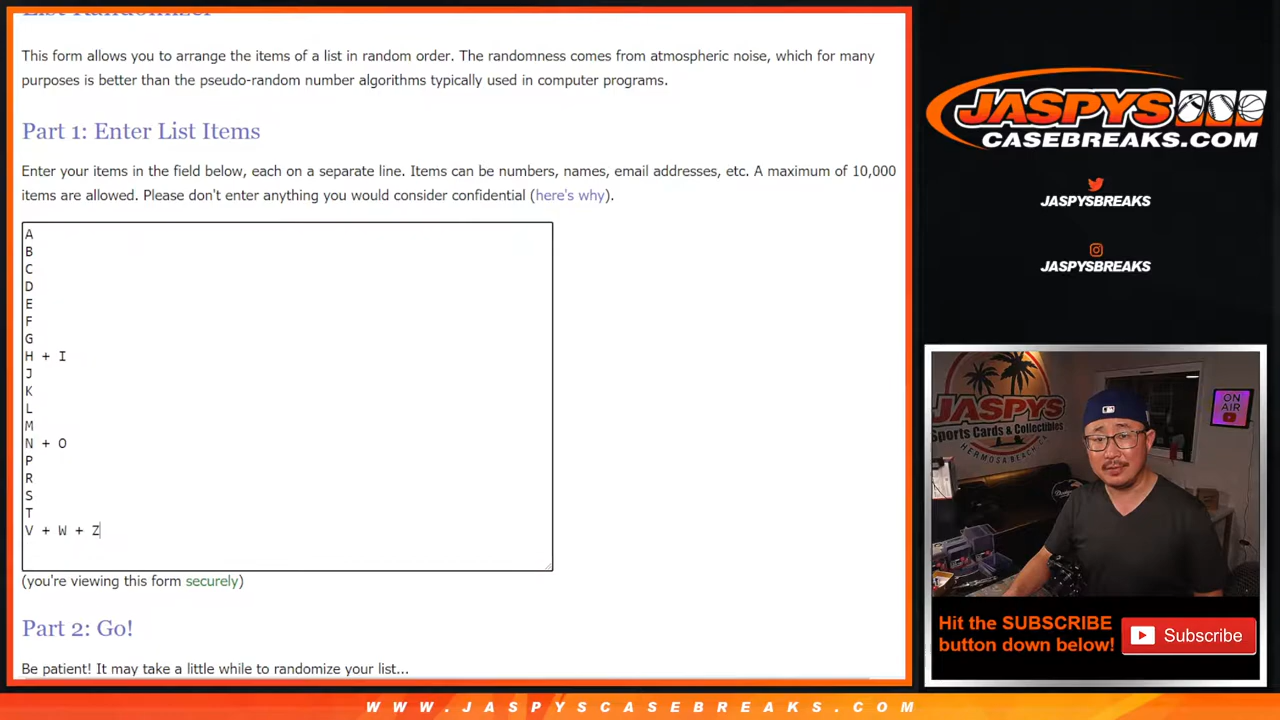 List Randomizer
This form allows you to arrange the items of a list in random order. The randomness comes from atmospheric noise, which for many
purposes is better than the pseudo-random number algorithms typically used in computer programs.
Part 1: Enter List Items
Enter your items in the field below, each on a separate line. Items can be numbers, names, email addresses, etc. A maximum of 10,000
items are allowed. Please don't enter anything you would consider confidential (here's why).
A
B
C
D
E
F
G
H + I
J
K
L
M
N + O
P
R
S
T
V + W + Z
(you're viewing this form securely)
Part 2: Go!
Be patient! It may take a little while to randomize your list...
JASPYS
CASEBREAKS.COM
JASPYSBREAKS
JASPYSBREAKS
JASPYS
Sports Cards & Collectibles
HERMOSA BEACH, CA
ON
AIR
Hit the SUBSCRIBE
button down below!
Subscribe
WWW.JASPYSCASEBREAKS.COM